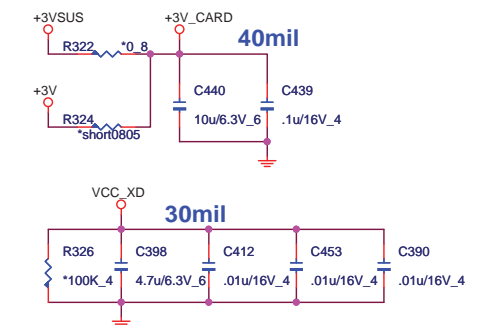 +3VSUS +3V_CARD
40mil
R322 *0_8
+3V
C440 C439
R324
10u/6.3V_6 .1u/16V_4
*short0805
VCC_XD
30mil
R326 C398 C412 C453 C390
*100K_4 4.7u/6.3V_6 .01u/16V_4 .01u/16V_4 .01u/16V_4